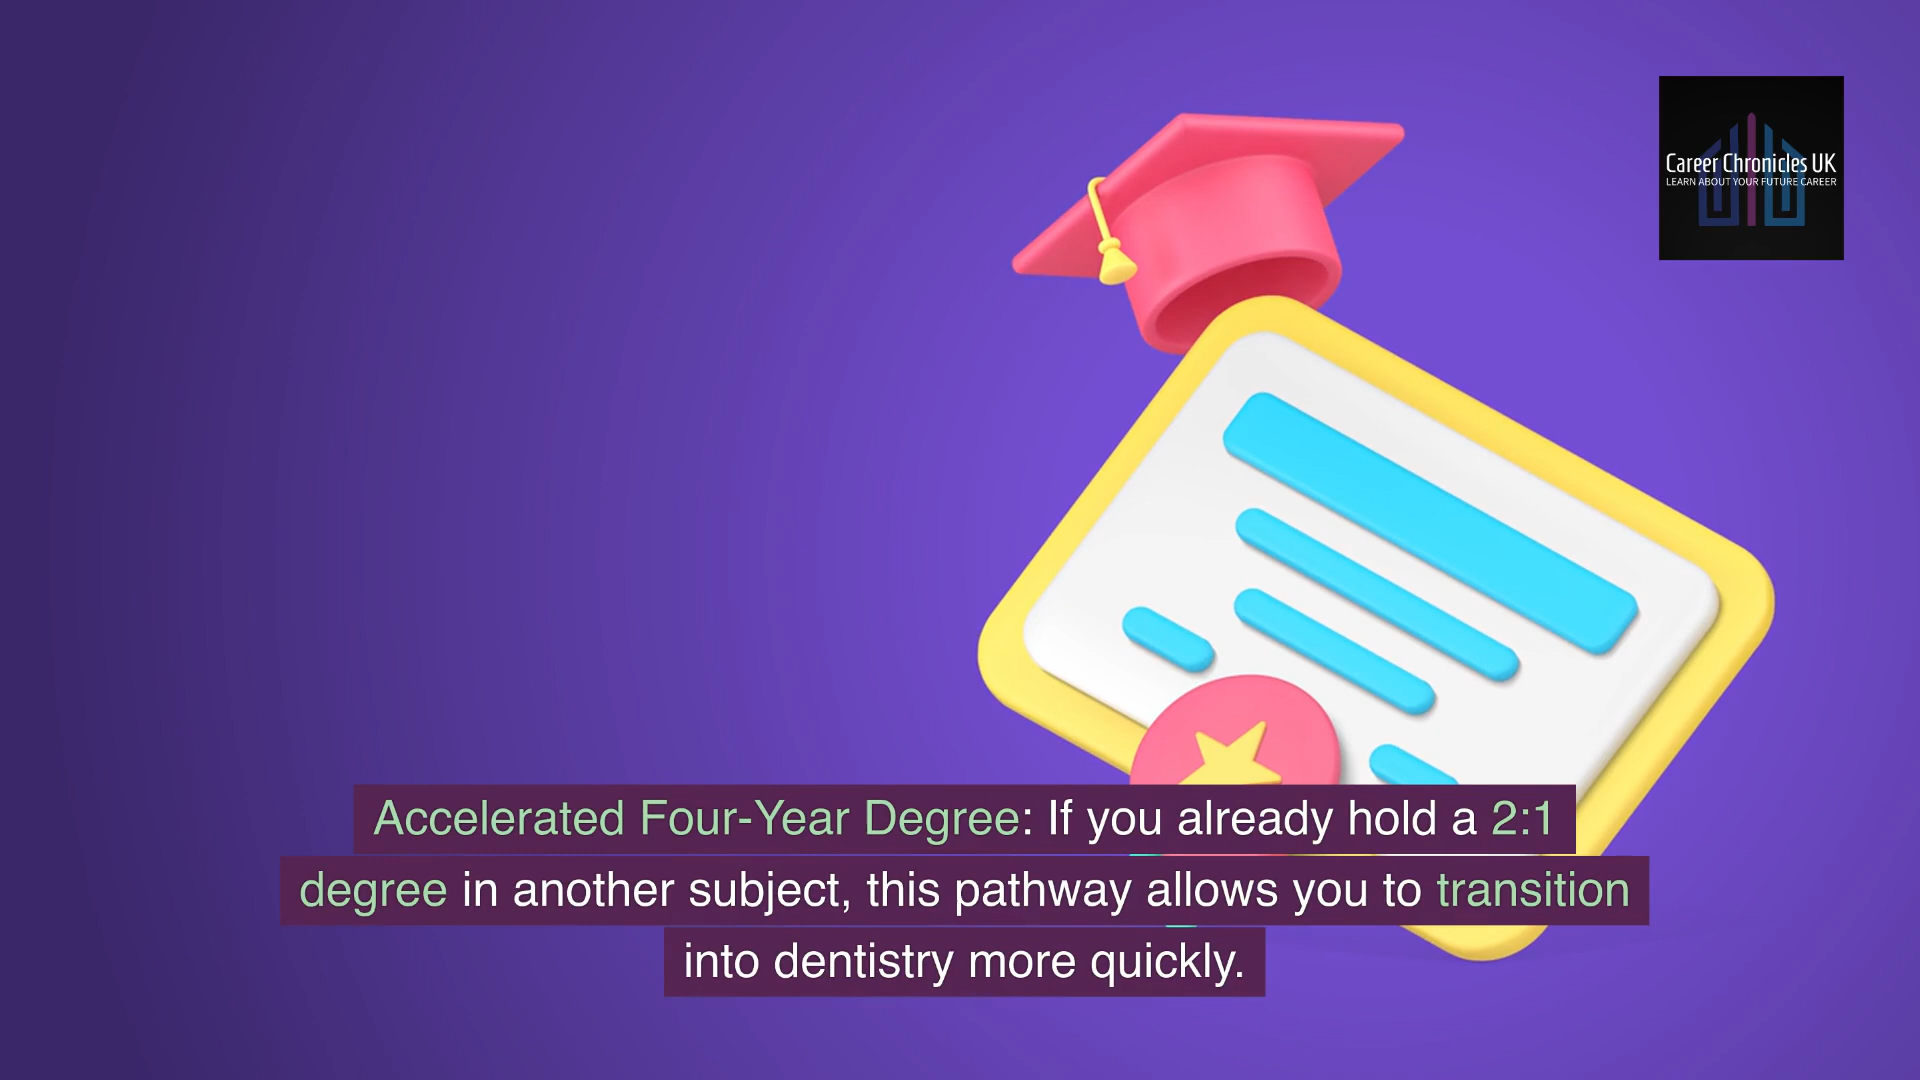 Career Chronicles UK
LEARN ABOUT YOUR FUTURE CAREER
Accelerated Four-Year Degree: If you already hold a 2:1
degree in another subject, this pathway allows you to transition
into dentistry more quickly.